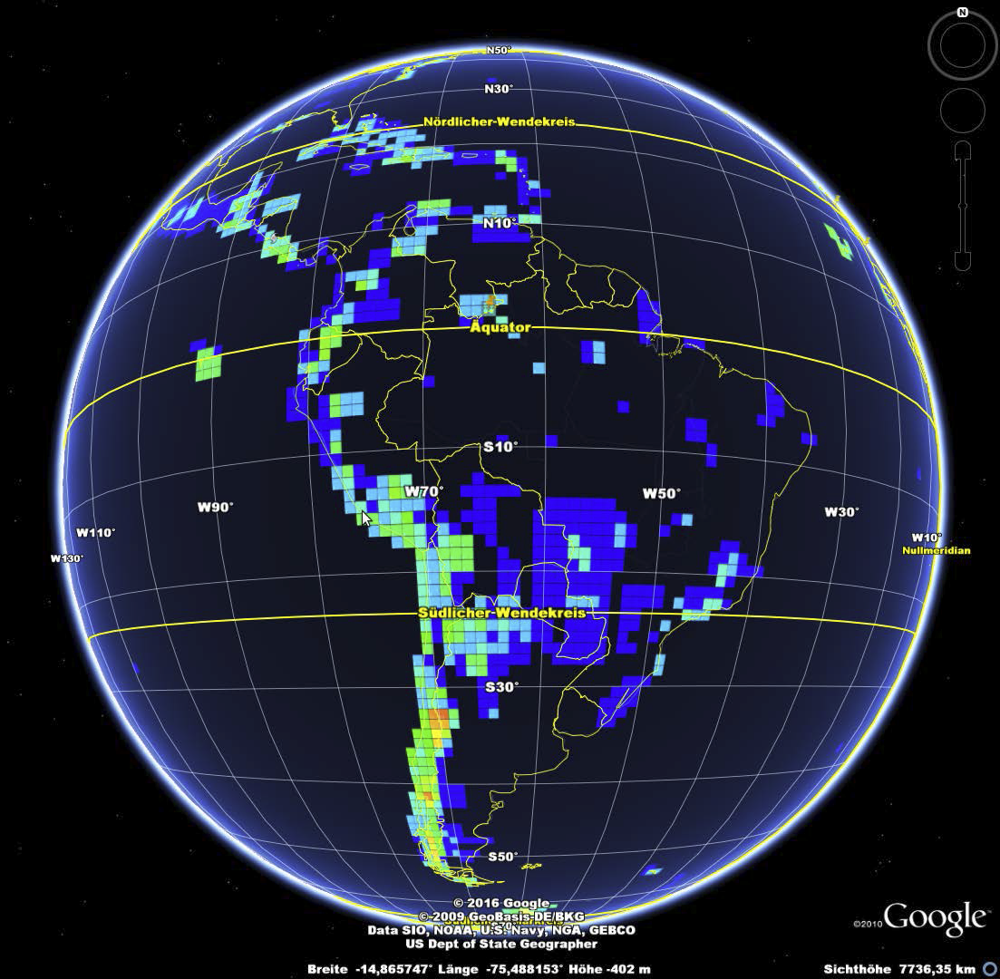 N
N50°
N30°
Nördlicher-Wendekreis
N10°
Äquator
S10°
W70°
W50°
W90°
W30°
W110°
W10°
W130°
Nullmeridian
Südlicher-Wendekreis
S30°
S50°
© 2016 Google
© 2009 GeoBasis-DE/BKG
Data SIO, NOAA, U.S. Navy, NGA, GEBCO
US Dept of State Geographer
©2010 Google™
Breite -14,865747° Länge -75,488153° Höhe -402 m
Sichthöhe 7736,35 km